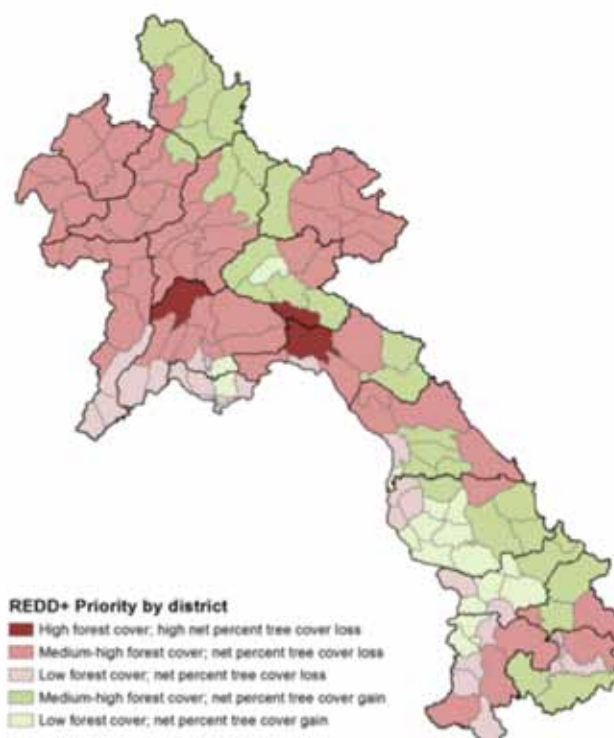 REDD+ Priority by district
High forest cover; high net percent tree cover loss
Medium-high forest cover; net percent tree cover loss
Low forest cover; net percent tree cover loss
Medium-high forest cover; net percent tree cover gain
Low forest cover; net percent tree cover gain